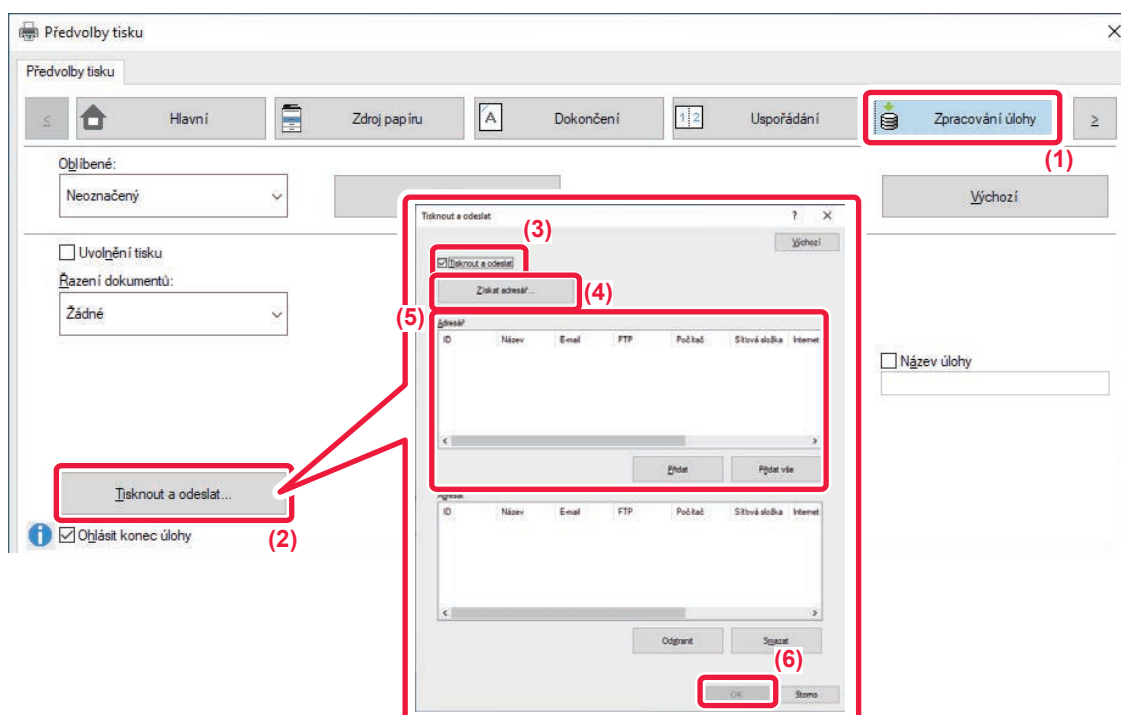 Předvolby tisku
Předvolby tisku
< Hlavní Zdroj papíru Dokončení Uspořádání Zpracování úlohy >
(1)
Oblíbené:
Neoznačený
Výchozí
Uvolnění tisku
Řazení dokumentů:
Žádné
Název úlohy
Tisknout a odeslat...
(2)
Ohlásit konec úlohy
Tisknout a odeslat ? X
(3)
Výchozí
Tisknout a odeslat
Získat adresář...
(4)
(5)
Adresář
ID Název E-mail FTP Počítač Síťová složka Internet
Přidat Přidat vše
Adresát
ID Název E-mail FTP Počítač Síťová složka Internet
Odstranit Smazat
(6)
OK Storno